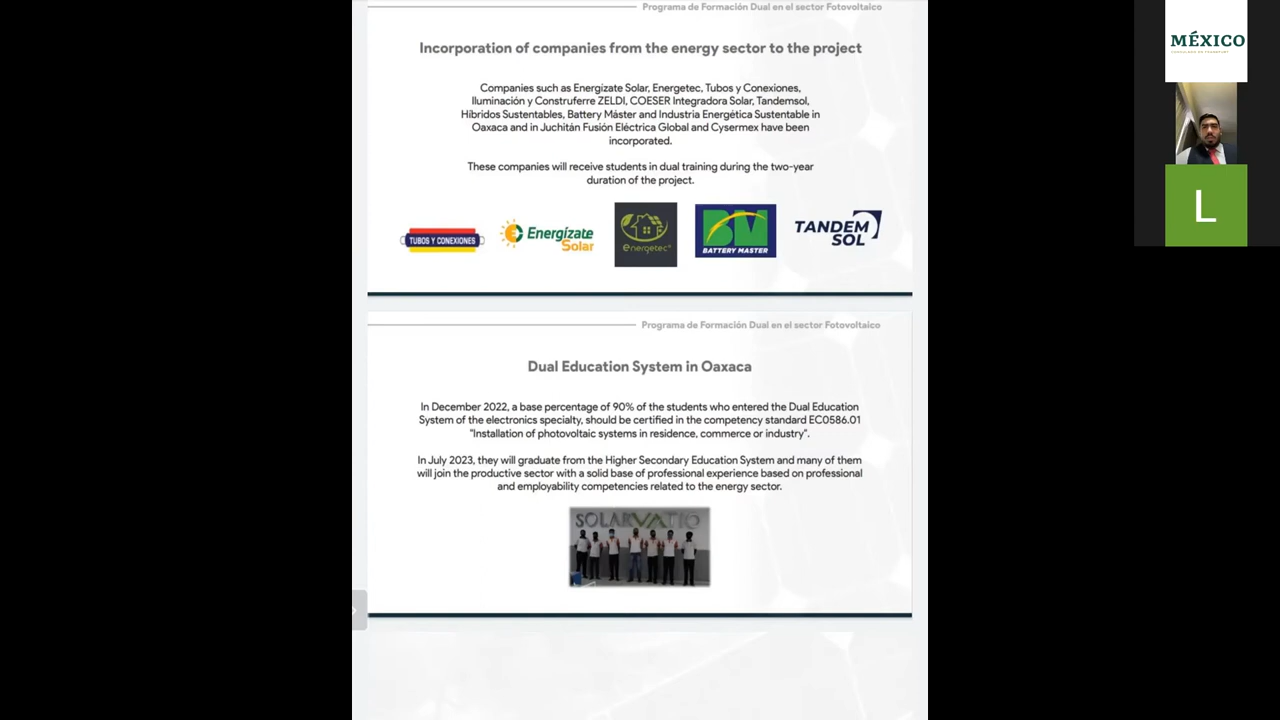 Programa de Formación Dual en el sector Fotovoltaico
Incorporation of companies from the energy sector to the project
Companies such as Energízate Solar, Energetec, Tubos y Conexiones,
Iluminación y Construferre ZELDI, COESER Integradora Solar, Tandemsol,
Híbridos Sustentables, Battery Máster and Industria Energética Sustentable in
Oaxaca and in Juchitán Fusión Eléctrica Global and Cysermex have been
incorporated.
These companies will receive students in dual training during the two-year
duration of the project.
TUBOS Y CONEXIONES
Energízate
Solar
energetec
BM
BATTERY MASTER
TANDEM
SOL
Programa de Formación Dual en el sector Fotovoltaico
Dual Education System in Oaxaca
In December 2022, a base percentage of 90% of the students who entered the Dual Education
System of the electronics specialty, should be certified in the competency standard EC0586.01
"Installation of photovoltaic systems in residence, commerce or industry".
In July 2023, they will graduate from the Higher Secondary Education System and many of them
will join the productive sector with a solid base of professional experience based on professional
and employability competencies related to the energy sector.
SOLARVATIO
MÉXICO
L